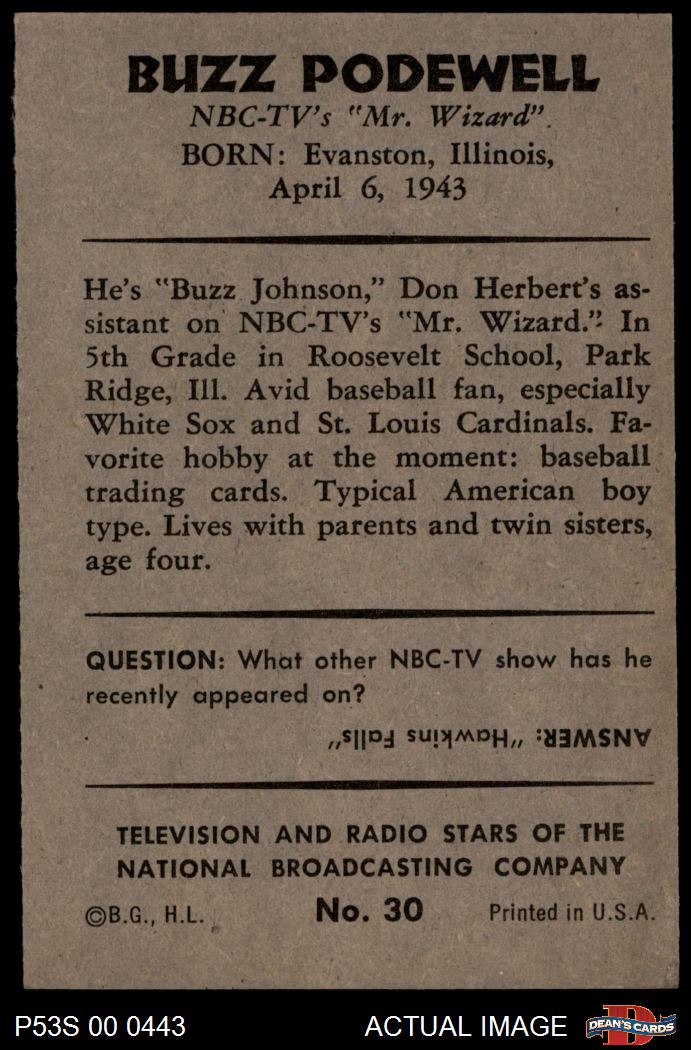 BUZZ PODEWELL
NBC-TV's "Mr. Wizard".
BORN: Evanston, Illinois,
April 6, 1943
He's "Buzz Johnson," Don Herbert's as-
sistant on NBC-TV's "Mr. Wizard." In
5th Grade in Roosevelt School, Park
Ridge, Ill. Avid baseball fan, especially
White Sox and St. Louis Cardinals. Fa-
vorite hobby at the moment: baseball
trading cards. Typical American boy
type. Lives with parents and twin sisters,
age four.
QUESTION: What other NBC-TV show has he
recently appeared on?
ANSWER: "Hawkins Falls"
TELEVISION AND RADIO STARS OF THE
NATIONAL BROADCASTING COMPANY
©B.G., H.L. No. 30 Printed in U.S.A.
P53S 00 0443 ACTUAL IMAGE D DEAN'S CARDS